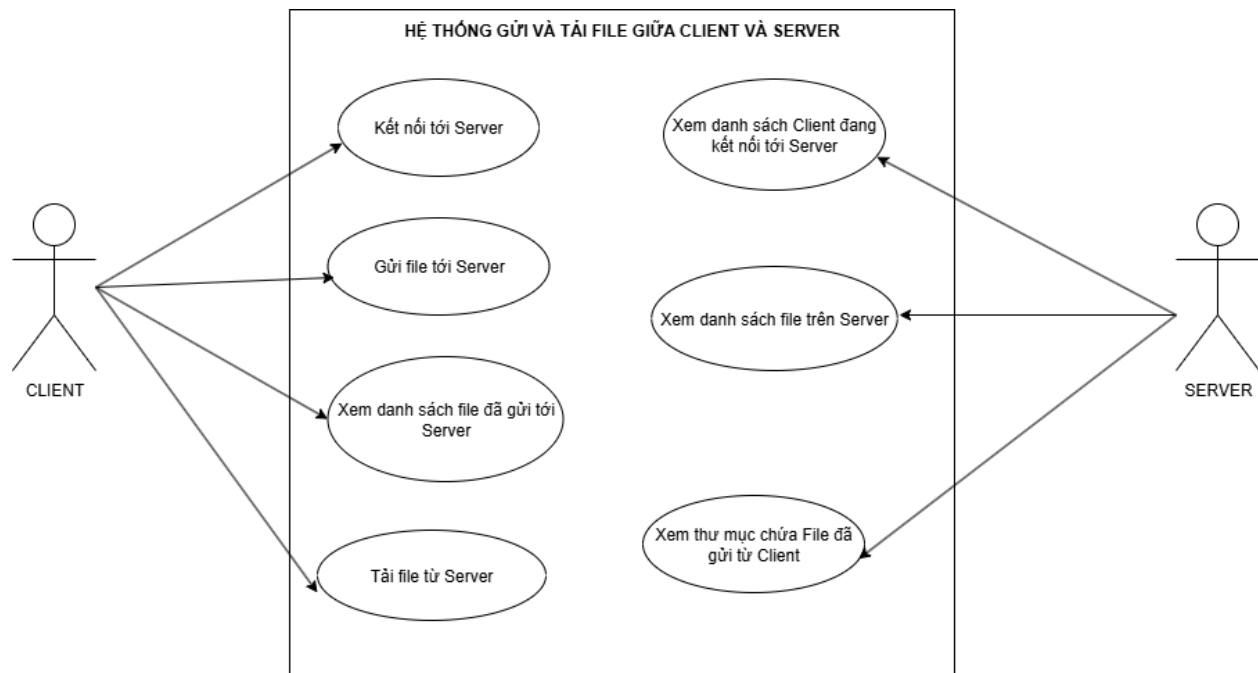 HỆ THỐNG GỬI VÀ TẢI FILE GIỮA CLIENT VÀ SERVER
Kết nối tới Server
Gửi file tới Server
Xem danh sách file đã gửi tới
Server
Tải file từ Server
Xem danh sách Client đang
kết nối tới Server
Xem danh sách file trên Server
Xem thư mục chứa File đã
gửi từ Client
CLIENT
SERVER